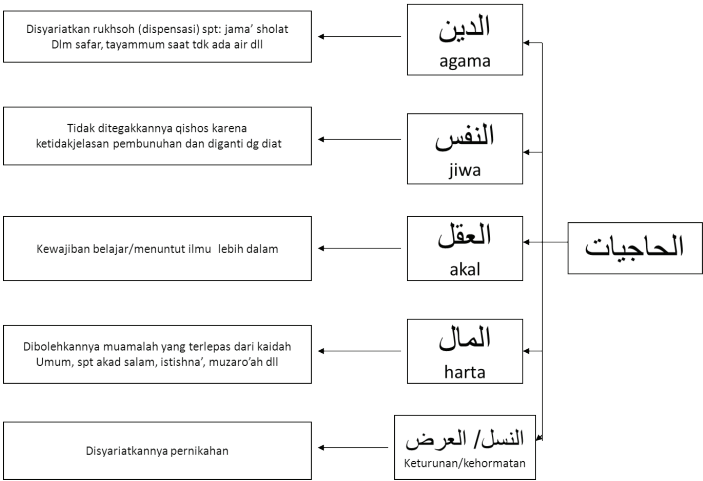 الحاجيات
الدين
agama
Disyariatkan rukhsoh (dispensasi) spt: jama’ sholat
Dlm safar, tayammum saat tdk ada air dll
النفس
jiwa
Tidak ditegakkannya qishos karena
ketidakjelasan pembunuhan dan diganti dg diat
العقل
akal
Kewajiban belajar/menuntut ilmu lebih dalam
المال
harta
Dibolehkannya muamalah yang terlepas dari kaidah
Umum, spt akad salam, istishna’, muzaro’ah dll
النسل/ العرض
Keturunan/kehormatan
Disyariatkannya pernikahan